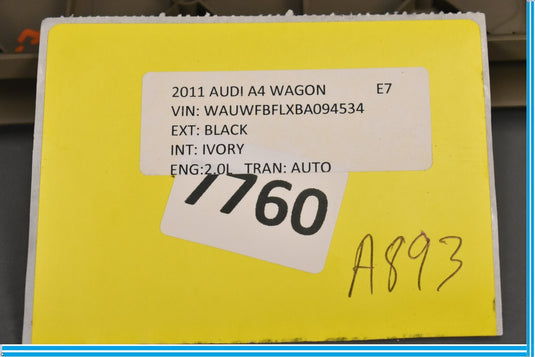 2011 AUDI A4 WAGON E7
VIN: WAUWFBFLXBA094534
EXT: BLACK
INT: IVORY
ENG:2.0L TRAN: AUTO
7760
A893